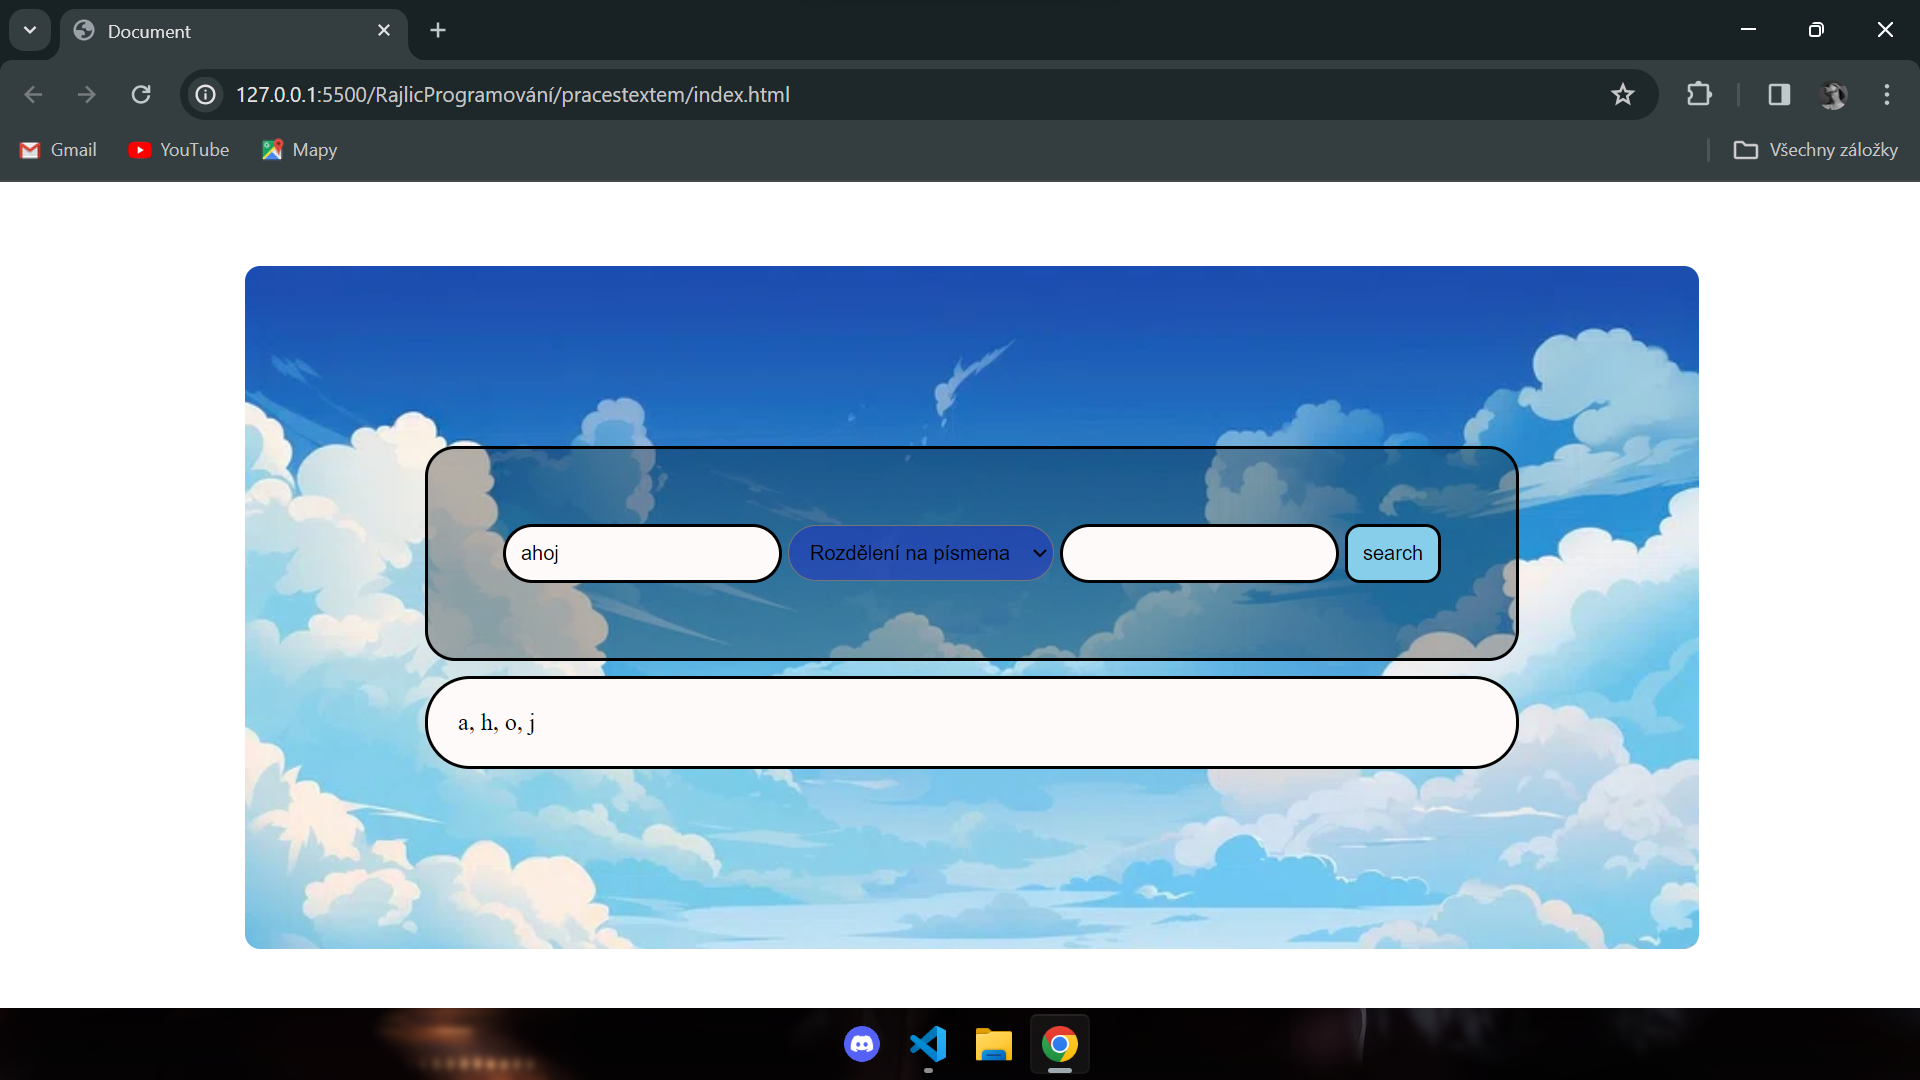 Document
127.0.0.1:5500/RajlicProgramování/pracestextem/index.html
Gmail
YouTube
Mapy
Všechny záložky
ahoj
Rozdělení na písmena
search
a, h, o, j